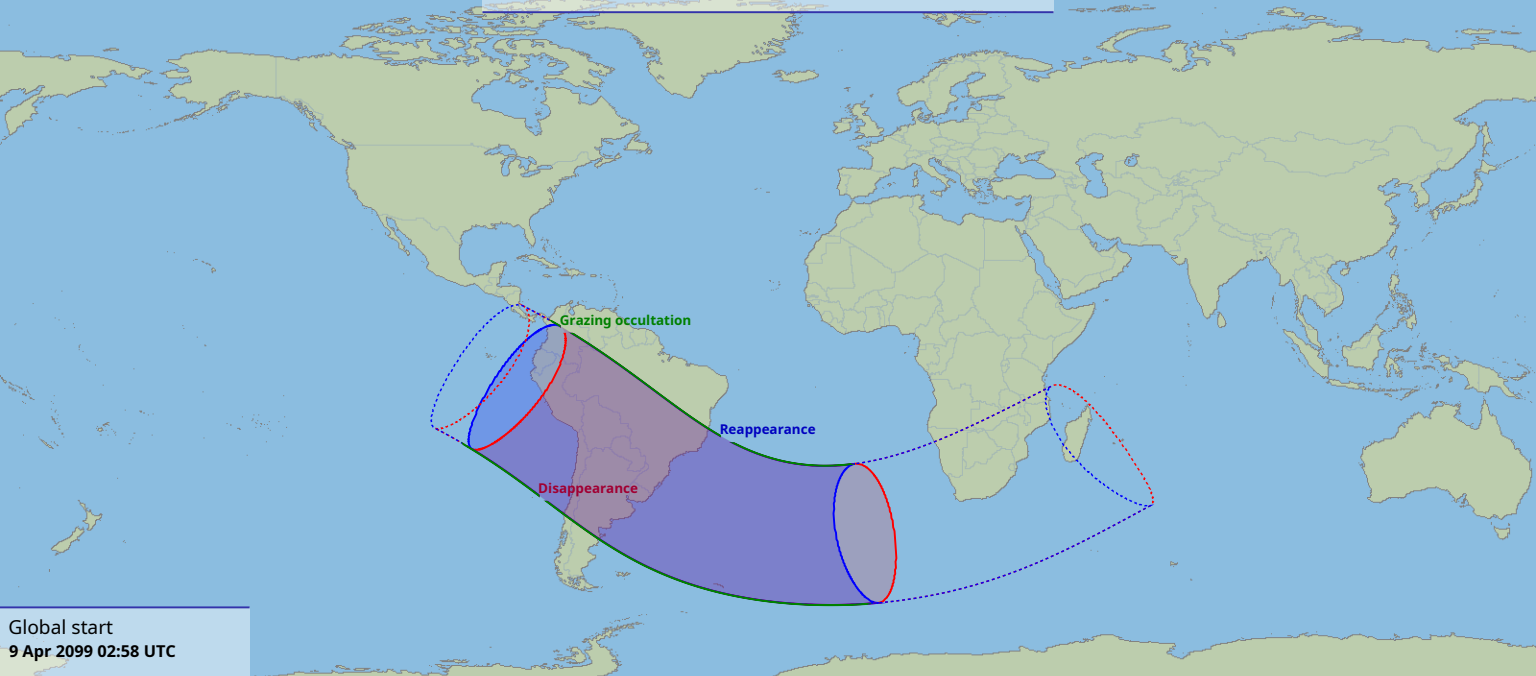 Grazing occultation
Reappearance
Disappearance
Global start
9 Apr 2099 02:58 UTC